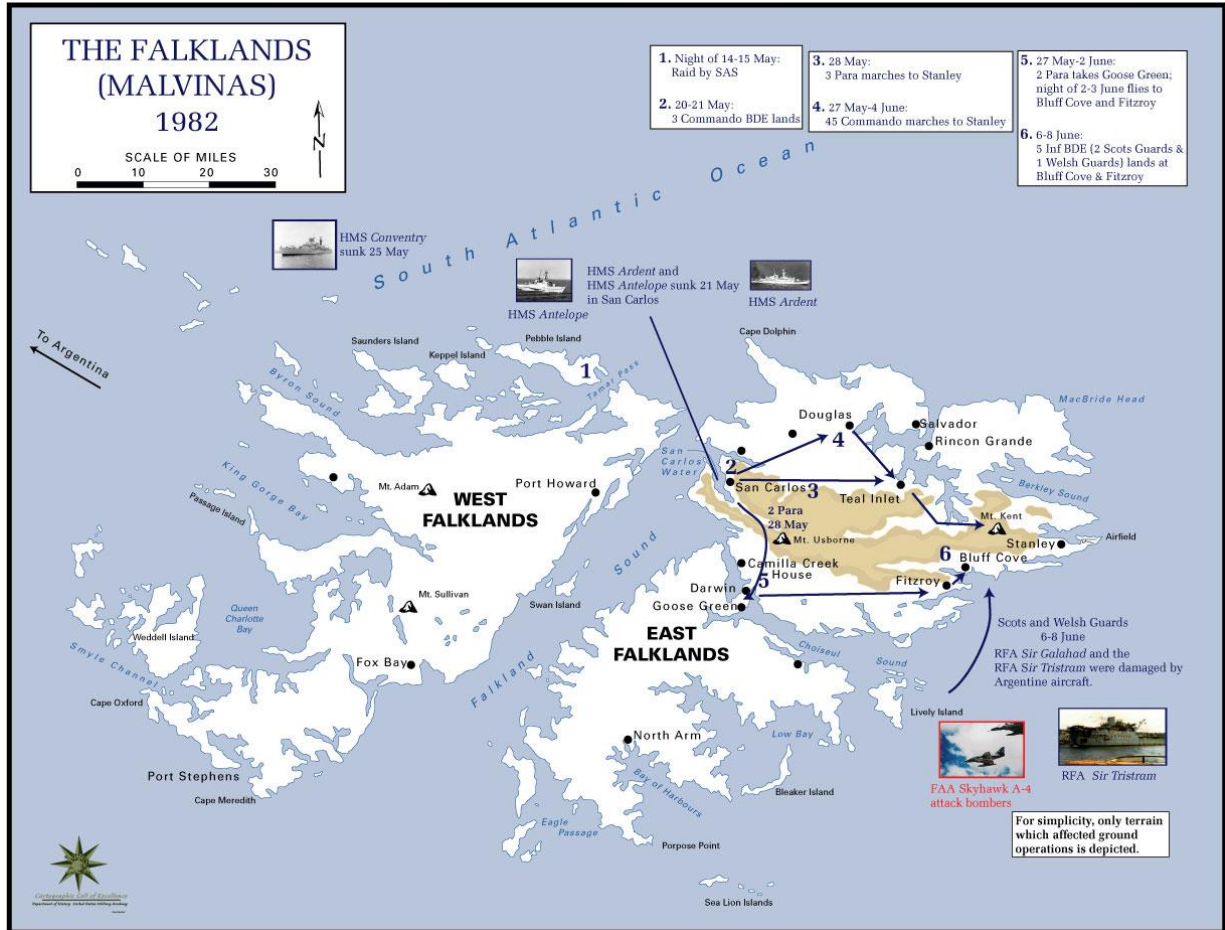 THE FALKLANDS
(MALVINAS)
1982
SCALE OF MILES
0 10 20 30
N
1. Night of 14-15 May:
Raid by SAS
2. 20-21 May:
3 Commando BDE lands
3. 28 May:
3 Para marches to Stanley
4. 27 May-4 June:
45 Commando marches to Stanley
5. 27 May-2 June:
2 Para takes Goose Green;
night of 2-3 June flies to
Bluff Cove and Fitzroy
6. 6-8 June:
5 Inf BDE (2 Scots Guards &
1 Welsh Guards) lands at
Bluff Cove & Fitzroy
South Atlantic Ocean
HMS Conventry
sunk 25 May
HMS Antelope
HMS Ardent and
HMS Antelope sunk 21 May
in San Carlos
HMS Ardent
To Argentina
Saunders Island
Keppel Island
Pebble Island
1
Tamar Pass
Cape Dolphin
Byron Sound
MacBride Head
Douglas
4
Salvador
Rincon Grande
San
Carlos
Water
2
San Carlos
3
Teal Inlet
Berkley Sound
King Gorge Bay
Passage Island
Mt. Adam
WEST
FALKLANDS
Port Howard
2 Para
28 May
Mt. Usborne
Mt. Kent
Stanley
Airfield
Camilla Creek
House
6
Bluff Cove
Fitzroy
Darwin
5
Goose Green
Sound
Swan Island
Mt. Sullivan
Queen
Charlotte
Bay
Weddell Island
Smyle Channel
Fox Bay
Falkland
EAST
FALKLANDS
Choiseul
Sound
Scots and Welsh Guards
6-8 June
RFA Sir Galahad and the
RFA Sir Tristram were damaged by
Argentine aircraft.
Cape Oxford
Lively Island
North Arm
Low Bay
Port Stephens
Cape Meredith
Bay of Harbours
Bleaker Island
Eagle
Passage
Porpose Point
Sea Lion Islands
FAA Skyhawk A-4
attack bombers
RFA Sir Tristram
For simplicity, only terrain
which affected ground
operations is depicted.
Cartographic Cell of Excellence
Department of History, United States Military Academy